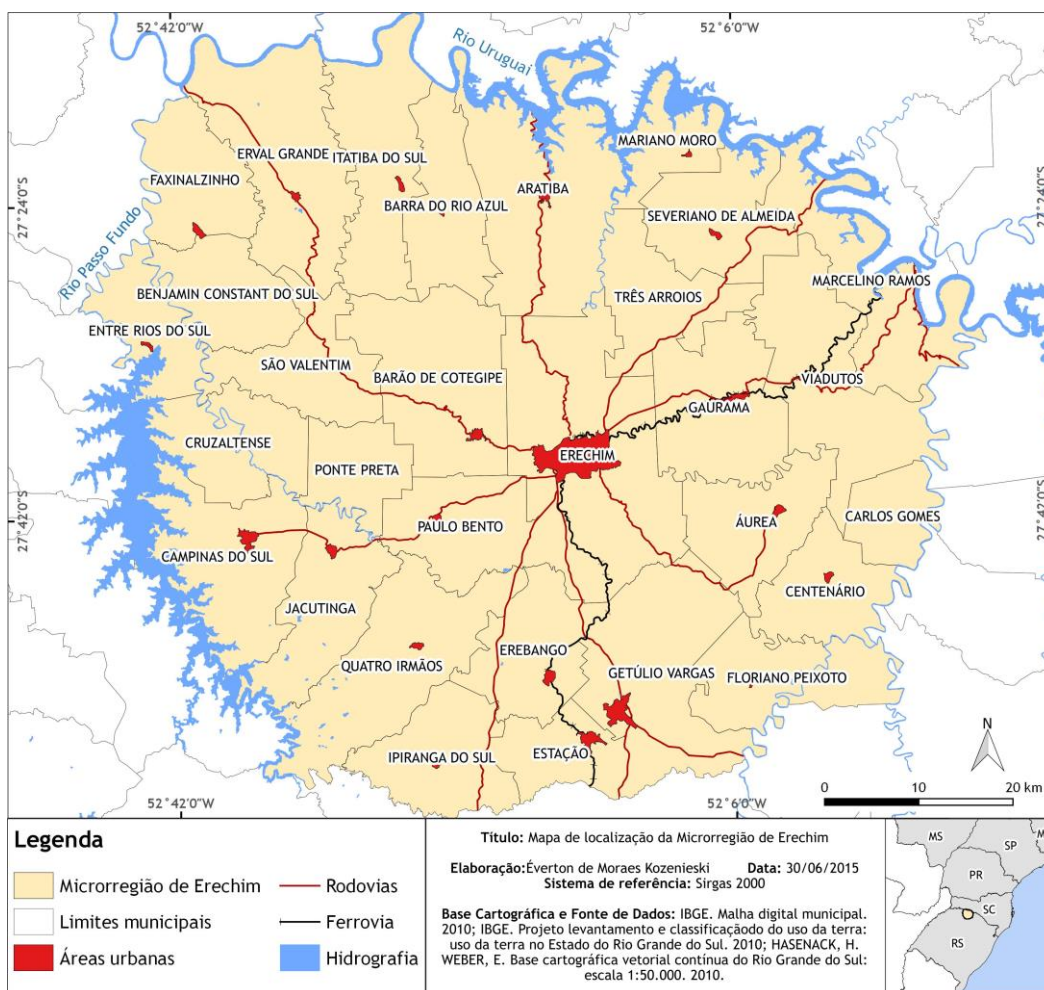 52°42'0"W
52°6'0"W
Rio Uruguai
MARIANO MORO
ERVAL GRANDE
ITATIBA DO SUL
FAXINALZINHO
ARATIBA
27°24'0"S
27°24'0"S
BARRA DO RIO AZUL
SEVERIANO DE ALMEIDA
Rio Passo Fundo
MARCELINO RAMOS
BENJAMIN CONSTANT DO SUL
TRÊS ARROIOS
ENTRE RIOS DO SUL
SÃO VALENTIM
BARÃO DE COTEGIPE
VIADUTOS
GAURAMA
CRUZALTENSE
ERECHIM
PONTE PRETA
27°42'0"S
27°42'0"S
PAULO BENTO
ÁUREA
CARLOS GOMES
CAMPINAS DO SUL
CENTENÁRIO
JACUTINGA
EREBANGO
QUATRO IRMÃOS
GETÚLIO VARGAS
FLORIANO PEIXOTO
N
IPIRANGA DO SUL
ESTAÇÃO
0 10 20 km
52°42'0"W
52°6'0"W
Legenda
Microrregião de Erechim
Rodovias
Limites municipais
Ferrovia
Áreas urbanas
Hidrografia
Título: Mapa de localização da Microrregião de Erechim
Elaboração:Éverton de Moraes Kozenieski Data: 30/06/2015
Sistema de referência: Sirgas 2000
Base Cartográfica e Fonte de Dados: IBGE. Malha digital municipal.
2010; IBGE. Projeto levantamento e classificaçãodo do uso da terra:
uso da terra no Estado do Rio Grande do Sul. 2010; HASENACK, H.
WEBER, E. Base cartográfica vetorial contínua do Rio Grande do Sul:
escala 1:50.000. 2010.
MS
SP
PR
SC
RS